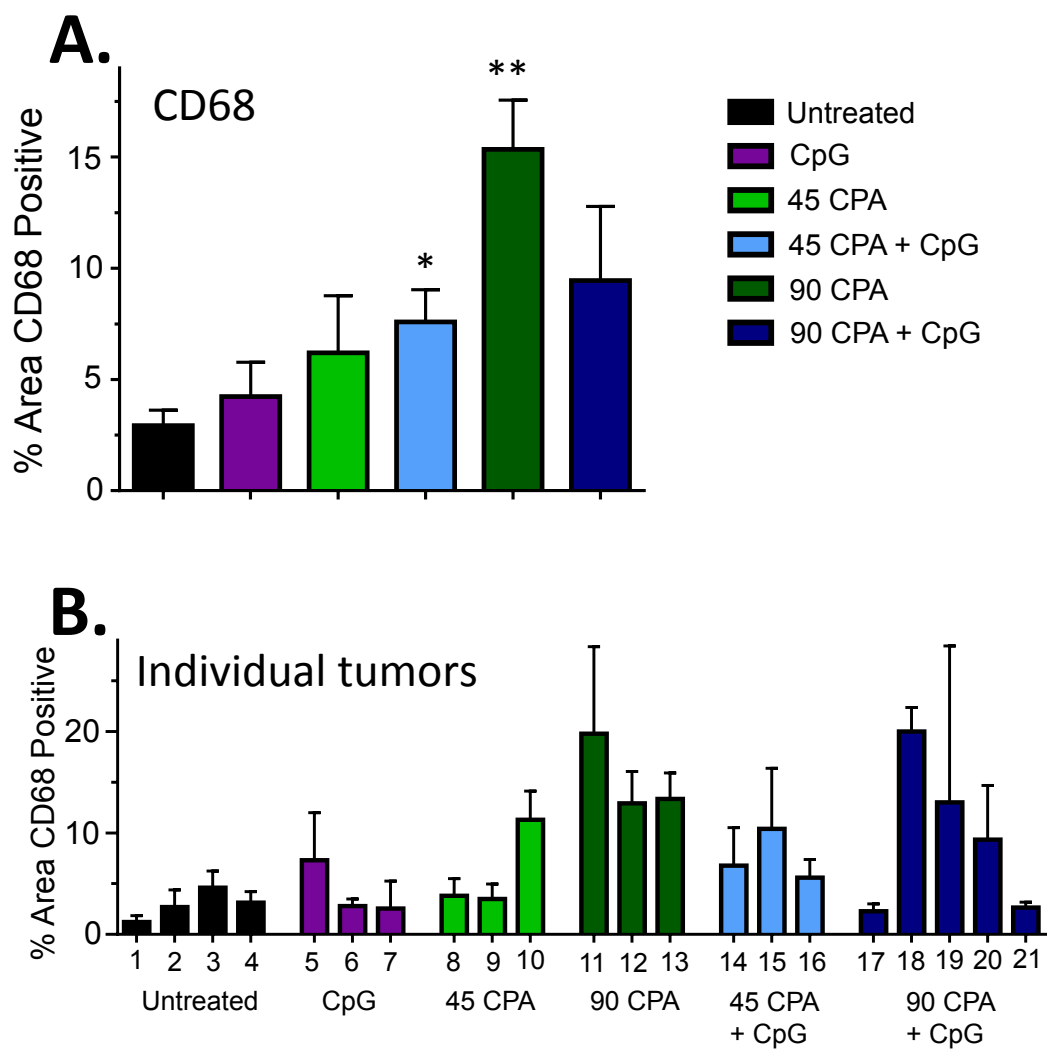 A.
CD68
% Area CD68 Positive
15
10
5
0
*
**
Untreated
CpG
45 CPA
45 CPA + CpG
90 CPA
90 CPA + CpG
B.
Individual tumors
% Area CD68 Positive
20
10
0
1 2 3 4 5 6 7 8 9 10 11 12 13 14 15 16 17 18 19 20 21
Untreated CpG 45 CPA 90 CPA 45 CPA 90 CPA
+ CpG + CpG